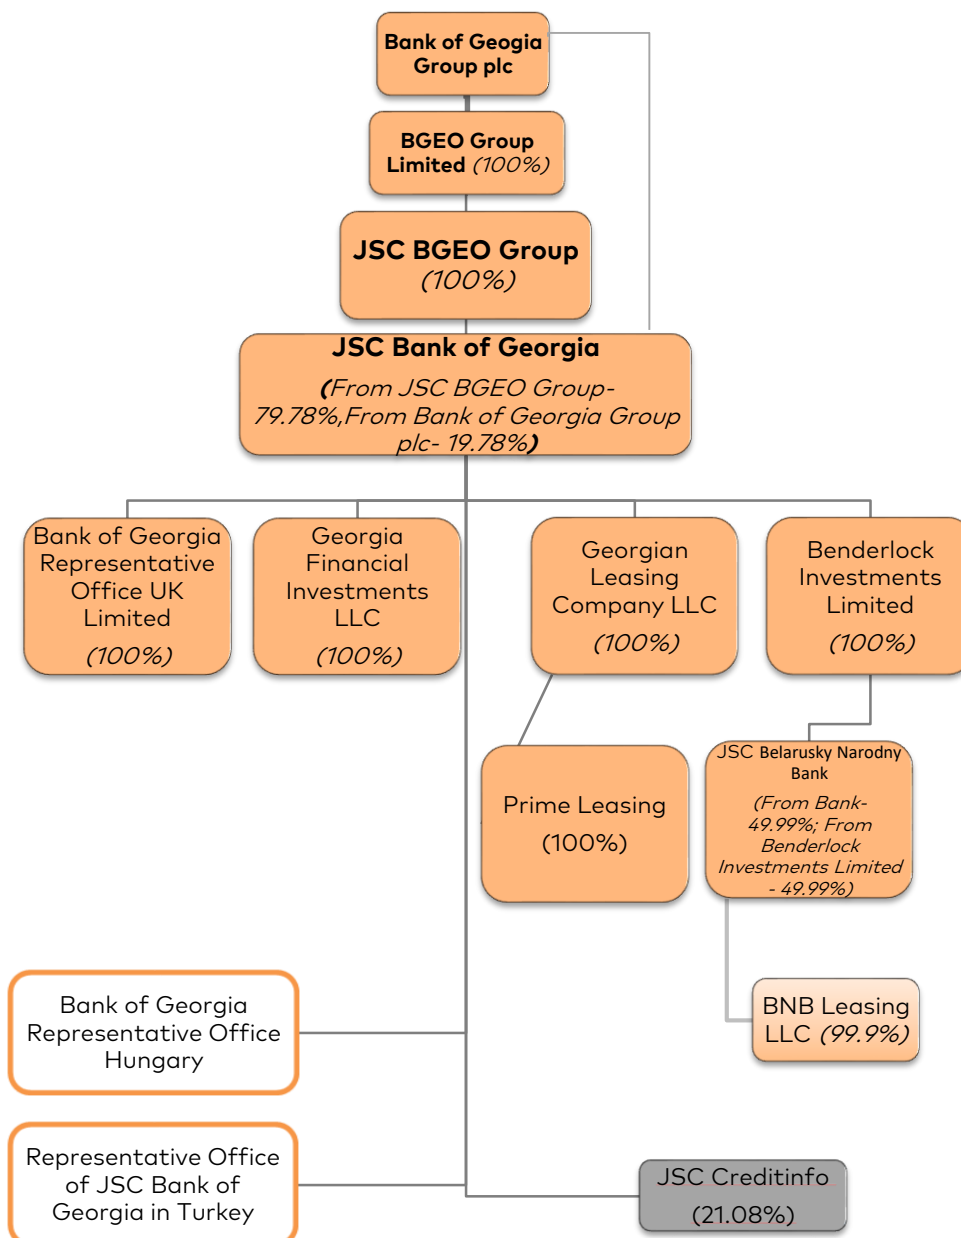 Bank of Geogia
Group plc
BGEO Group
Limited (100%)
JSC BGEO Group
(100%)
JSC Bank of Georgia
(From JSC BGEO Group-
79.78%,From Bank of Georgia Group
plc- 19.78%)
Bank of Georgia
Representative
Office UK
Limited
(100%)
Georgia
Financial
Investments
LLC
(100%)
Georgian
Leasing
Company LLC
(100%)
Benderlock
Investments
Limited
(100%)
Prime Leasing
(100%)
JSC Belarusky Narodny
Bank
(From Bank-
49.99%; From
Benderlock
Investments Limited
- 49.99%)
BNB Leasing
LLC (99.9%)
Bank of Georgia
Representative Office
Hungary
Representative Office
of JSC Bank of
Georgia in Turkey
JSC Creditinfo
(21.08%)